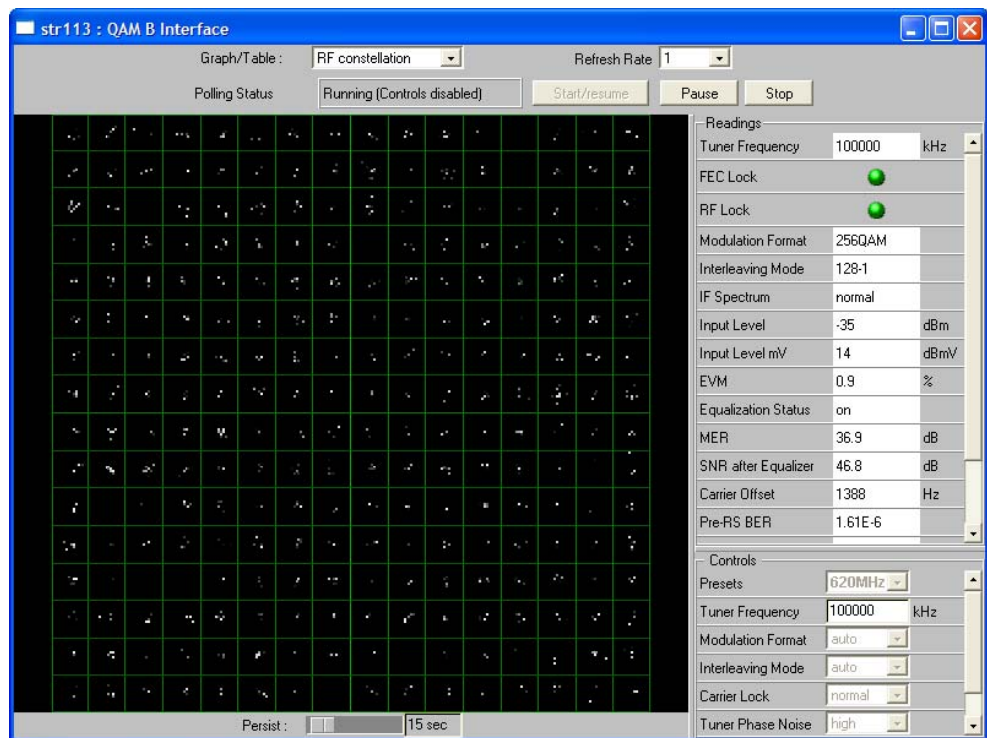 str113 : QAM B Interface
Graph/Table : RF constellation Refresh Rate 1
Polling Status Running (Controls disabled) Start/resume Pause Stop
Readings
Tuner Frequency 100000 kHz
FEC Lock
RF Lock
Modulation Format 256QAM
Interleaving Mode 128-1
IF Spectrum normal
Input Level -35 dBm
Input Level mV 14 dBmV
EVM 0.9 %
Equalization Status on
MER 36.9 dB
SNR after Equalizer 46.8 dB
Carrier Offset 1388 Hz
Pre-RS BER 1.61E-6
Controls
Presets 620MHz
Tuner Frequency 100000 kHz
Modulation Format auto
Interleaving Mode auto
Carrier Lock normal
Tuner Phase Noise high
Persist : 15 sec